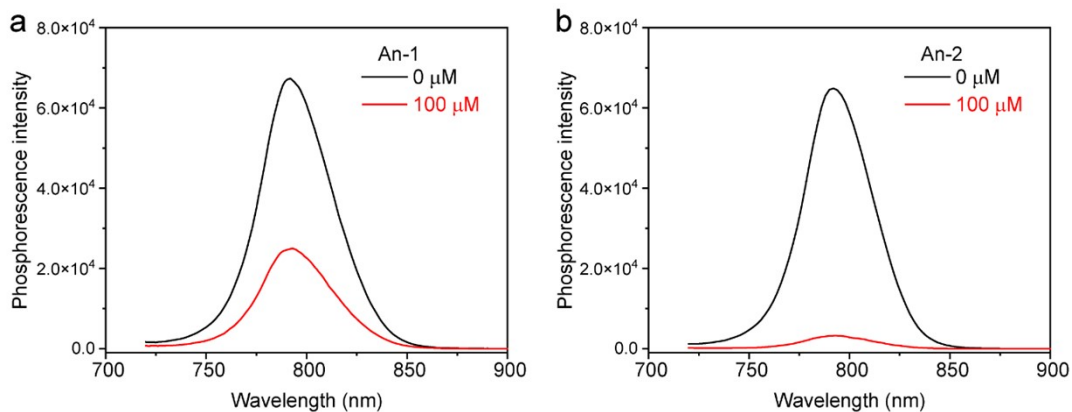 a
An-1
0 μM
100 μM
Phosphorescence intensity
8.0×10⁴
6.0×10⁴
4.0×10⁴
2.0×10⁴
0.0
700 750 800 850 900
Wavelength (nm)
b
An-2
0 μM
100 μM
Phosphorescence intensity
8.0×10⁴
6.0×10⁴
4.0×10⁴
2.0×10⁴
0.0
700 750 800 850 900
Wavelength (nm)